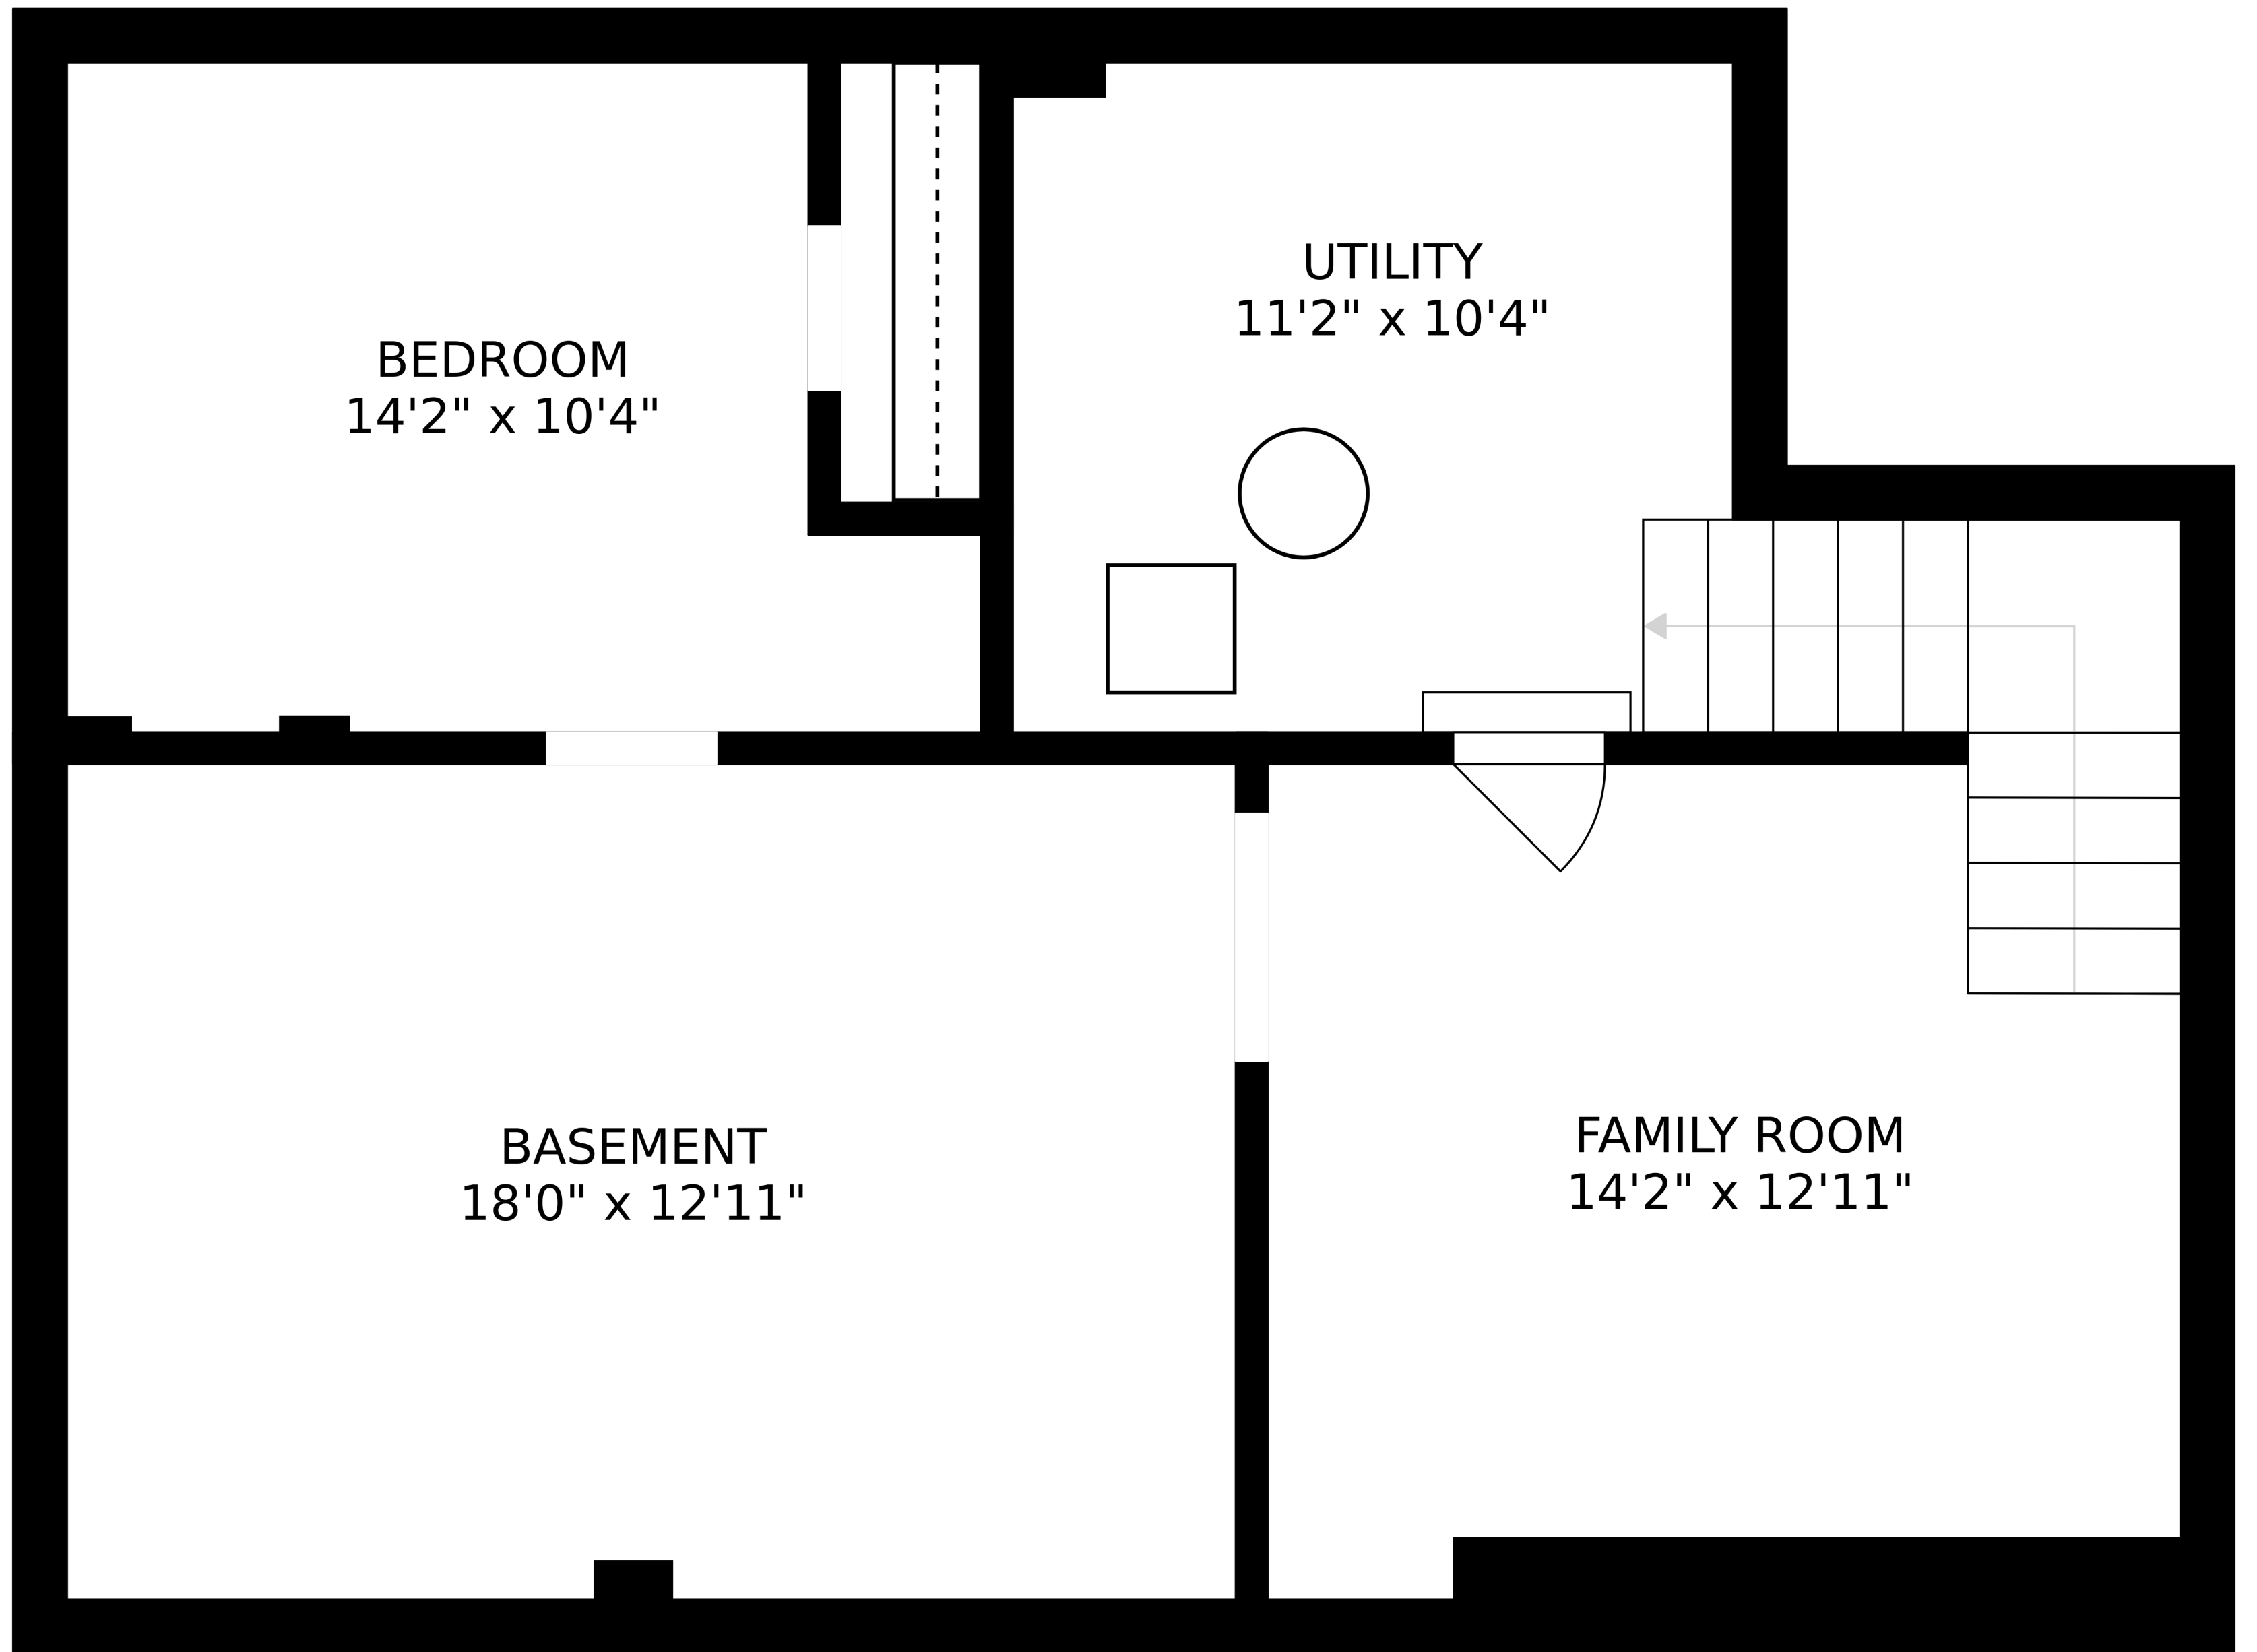 UTILITY
11'2" x 10'4"
BEDROOM
14'2" x 10'4"
BASEMENT
18'0" x 12'11"
FAMILY ROOM
14'2" x 12'11"